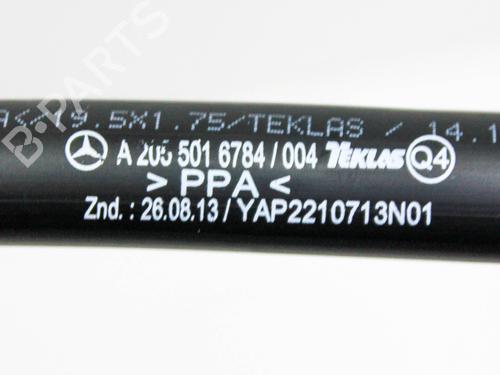 A</19.5X1.75/TEKLAS / 14.1
A 205 501 6784 / 004 TEKLAS Q4
> PPA <
Znd. : 26.08.13 / YAP2210713N01
B-PARTS